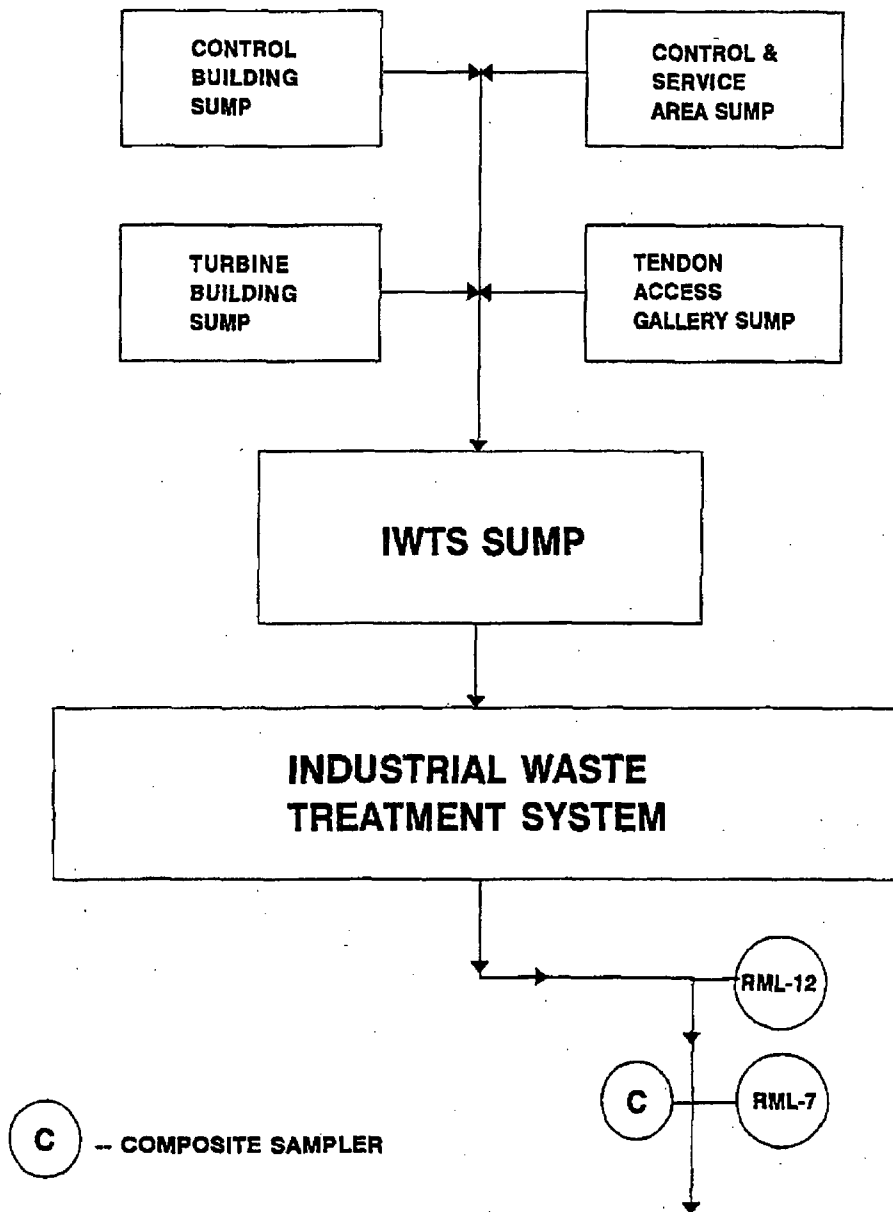 CONTROL
BUILDING
SUMP
CONTROL &
SERVICE
AREA SUMP
TURBINE
BUILDING
SUMP
TENDON
ACCESS
GALLERY SUMP
IWTS SUMP
INDUSTRIAL WASTE
TREATMENT SYSTEM
RML-12
C
RML-7
C -- COMPOSITE SAMPLER